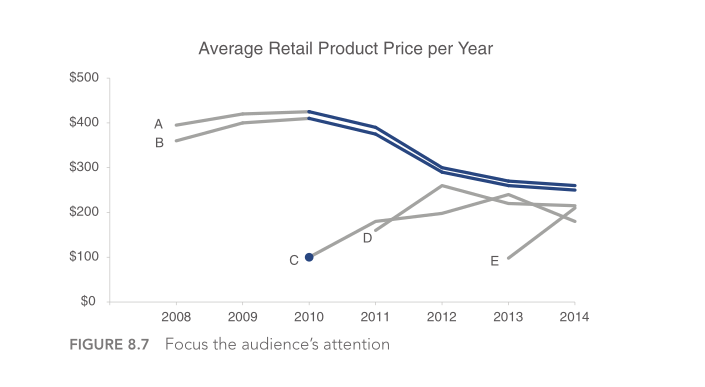 Average Retail Product Price per Year
$500
$400
$300
$200
$100
$0
A
B
C
D
E
2008 2009 2010 2011 2012 2013 2014
FIGURE 8.7 Focus the audience's attention